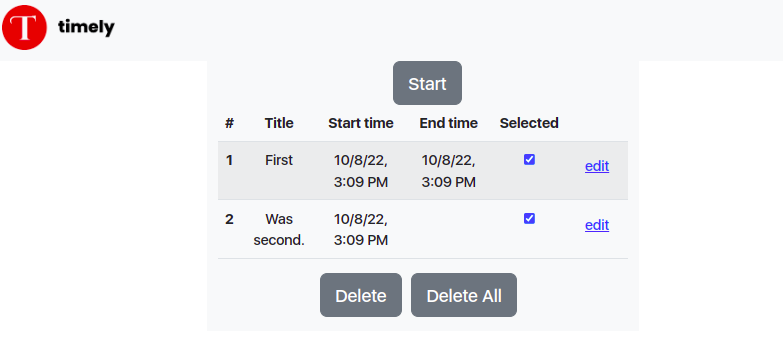 T timely
Start
# Title Start time End time Selected
1 First 10/8/22, 10/8/22, edit
3:09 PM 3:09 PM
2 Was 10/8/22, edit
second. 3:09 PM
Delete Delete All